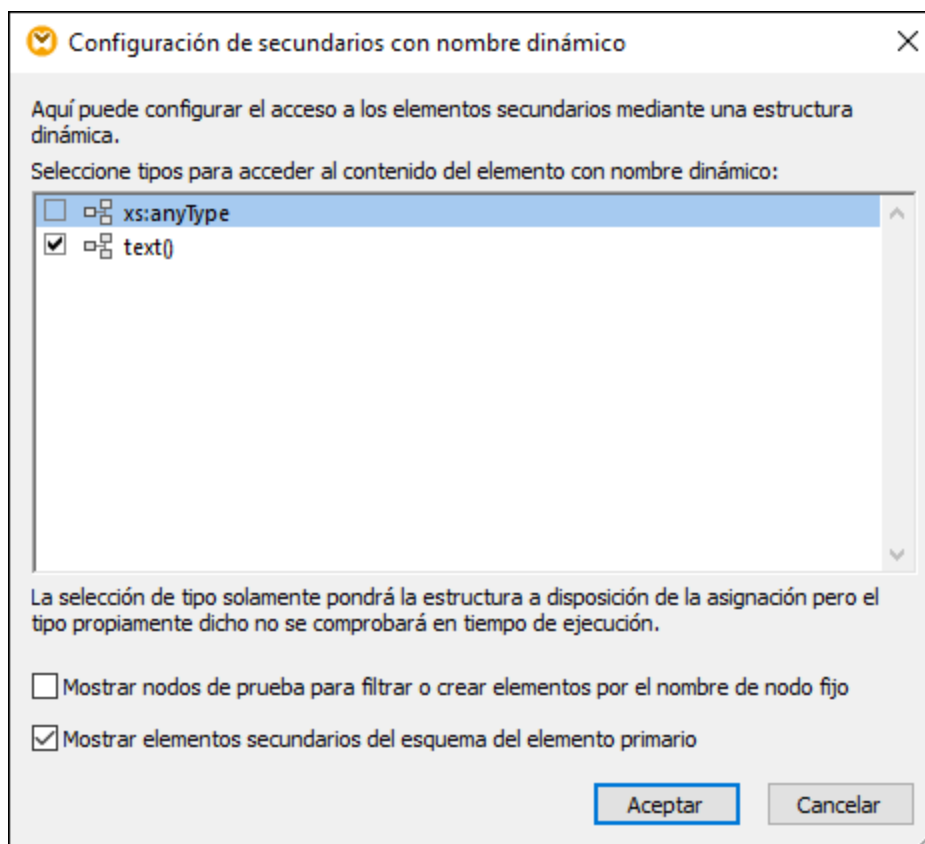 Configuración de secundarios con nombre dinámico
Aquí puede configurar el acceso a los elementos secundarios mediante una estructura
dinámica.
Seleccione tipos para acceder al contenido del elemento con nombre dinámico:
xs:anyType
text()
La selección de tipo solamente pondrá la estructura a disposición de la asignación pero el
tipo propiamente dicho no se comprobará en tiempo de ejecución.
Mostrar nodos de prueba para filtrar o crear elementos por el nombre de nodo fijo
Mostrar elementos secundarios del esquema del elemento primario
Aceptar Cancelar